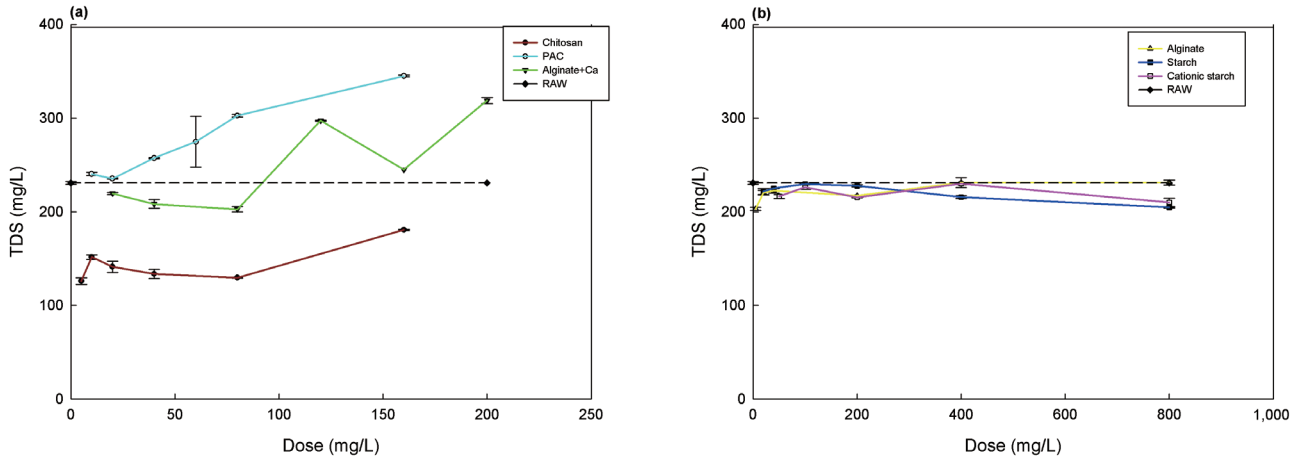 (a)
400
300
200
100
0
TDS (mg/L)
0 50 100 150 200 250
Dose (mg/L)
Chitosan
PAC
Alginate+Ca
RAW
(b)
400
300
200
100
0
TDS (mg/L)
0 200 400 600 800 1,000
Dose (mg/L)
Alginate
Starch
Cationic starch
RAW